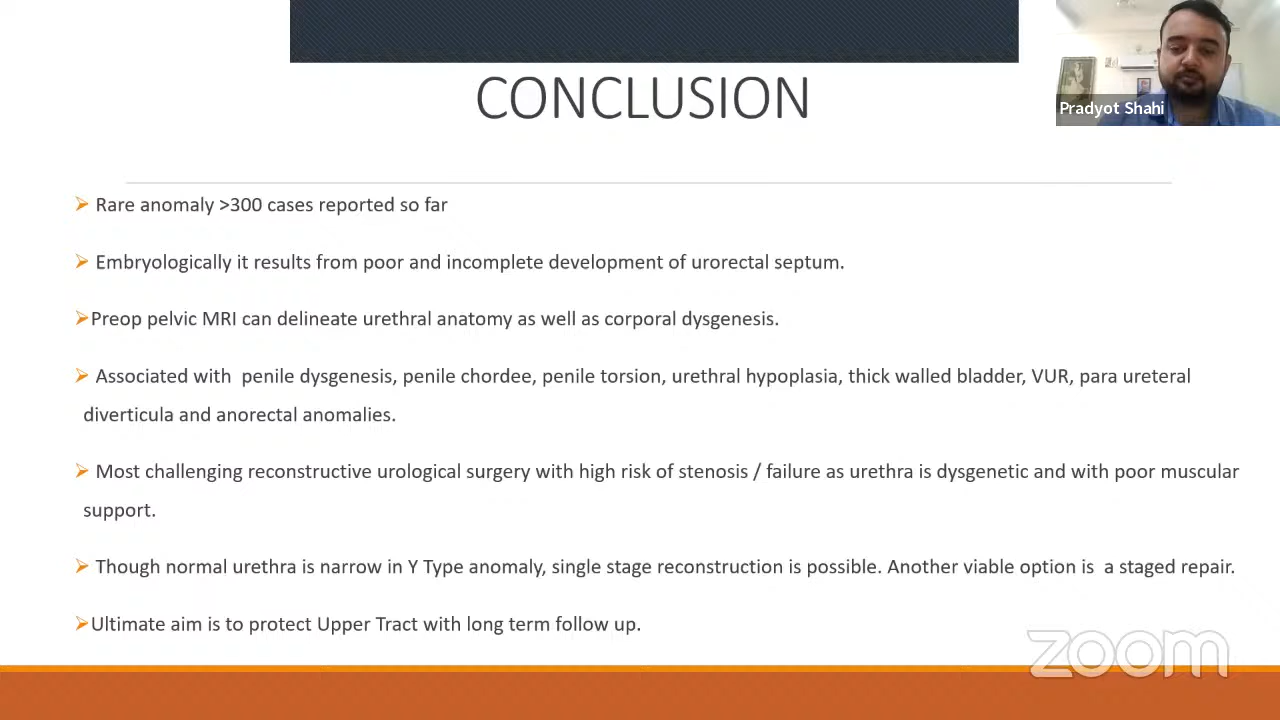 CONCLUSION
Pradyot Shahi
Rare anomaly >300 cases reported so far
Embryologically it results from poor and incomplete development of urorectal septum.
Preop pelvic MRI can delineate urethral anatomy as well as corporal dysgenesis.
Associated with penile dysgenesis, penile chordee, penile torsion, urethral hypoplasia, thick walled bladder, VUR, para ureteral
diverticula and anorectal anomalies.
Most challenging reconstructive urological surgery with high risk of stenosis / failure as urethra is dysgenetic and with poor muscular
support.
Though normal urethra is narrow in Y Type anomaly, single stage reconstruction is possible. Another viable option is a staged repair.
Ultimate aim is to protect Upper Tract with long term follow up.
zoom